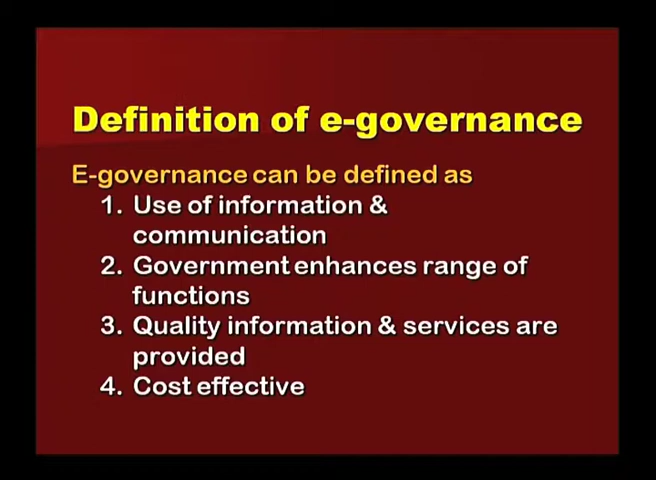 Definition of e-governance
E-governance can be defined as
1. Use of information &
communication
2. Government enhances range of
functions
3. Quality information & services are
provided
4. Cost effective